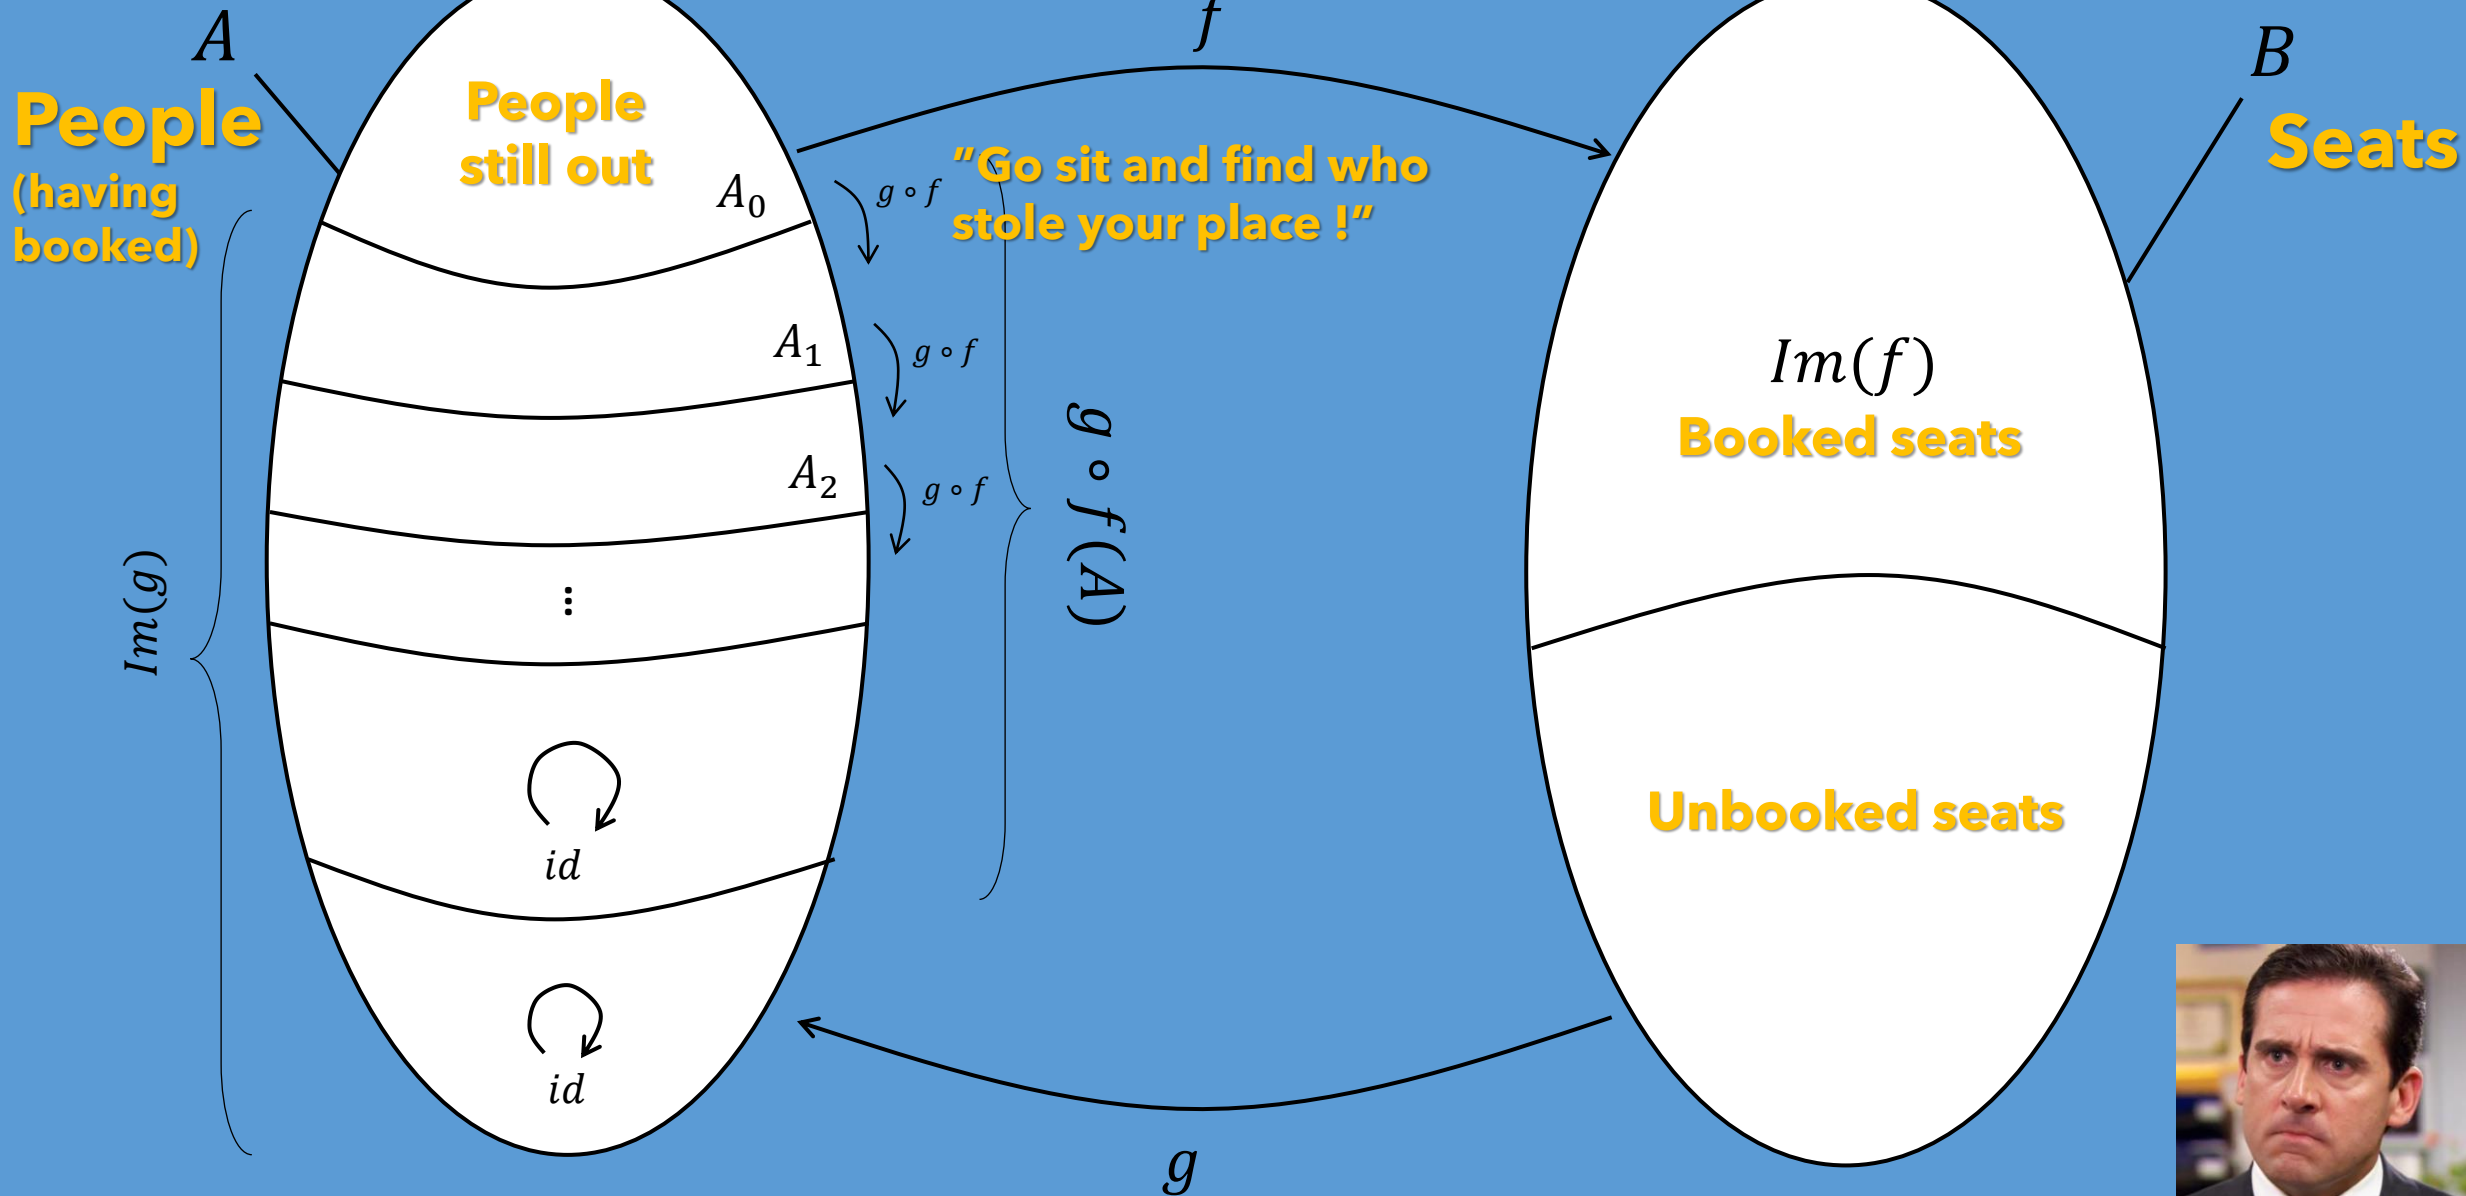 A
People
(having
booked)
People
still out
f
B
Seats
"Go sit and find who
stole your place !"
A₀
g ∘ f
A₁
g ∘ f
A₂
g ∘ f
⋮
Im(g)
g ∘ f(A)
Im(f)
Booked seats
Unbooked seats
id
id
g